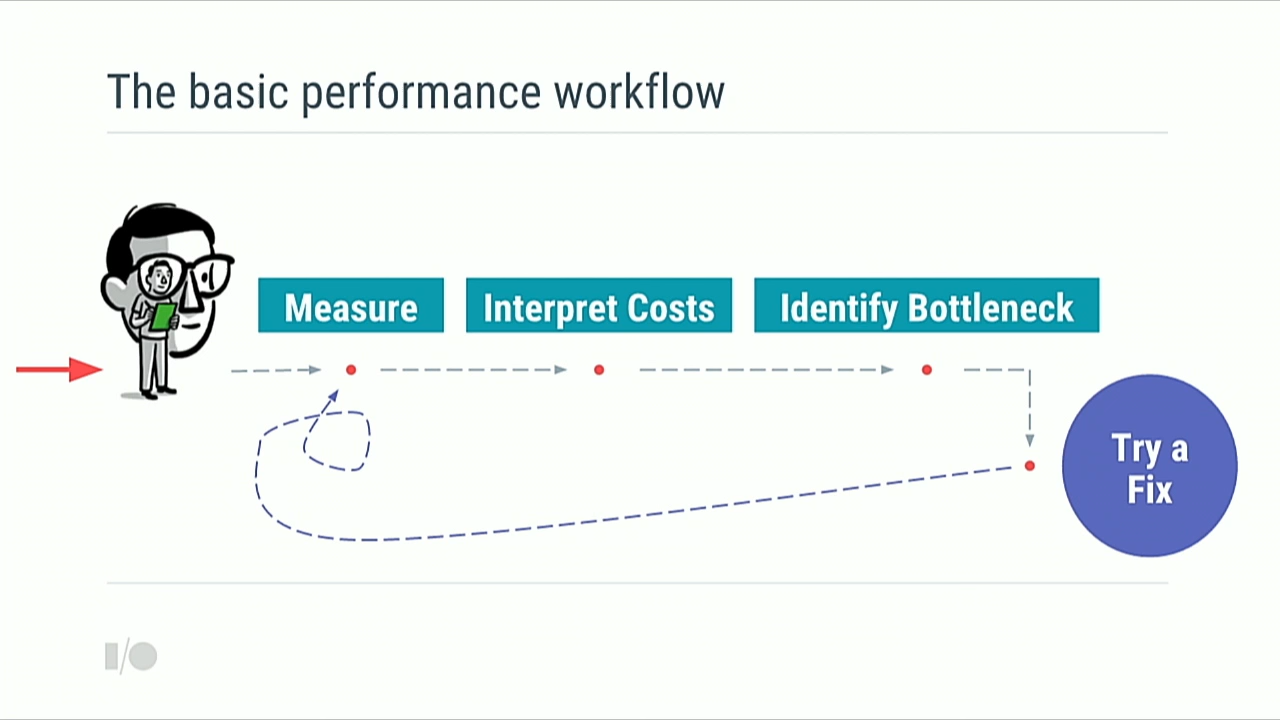 The basic performance workflow
Measure
Interpret Costs
Identify Bottleneck
Try a
Fix
I/O